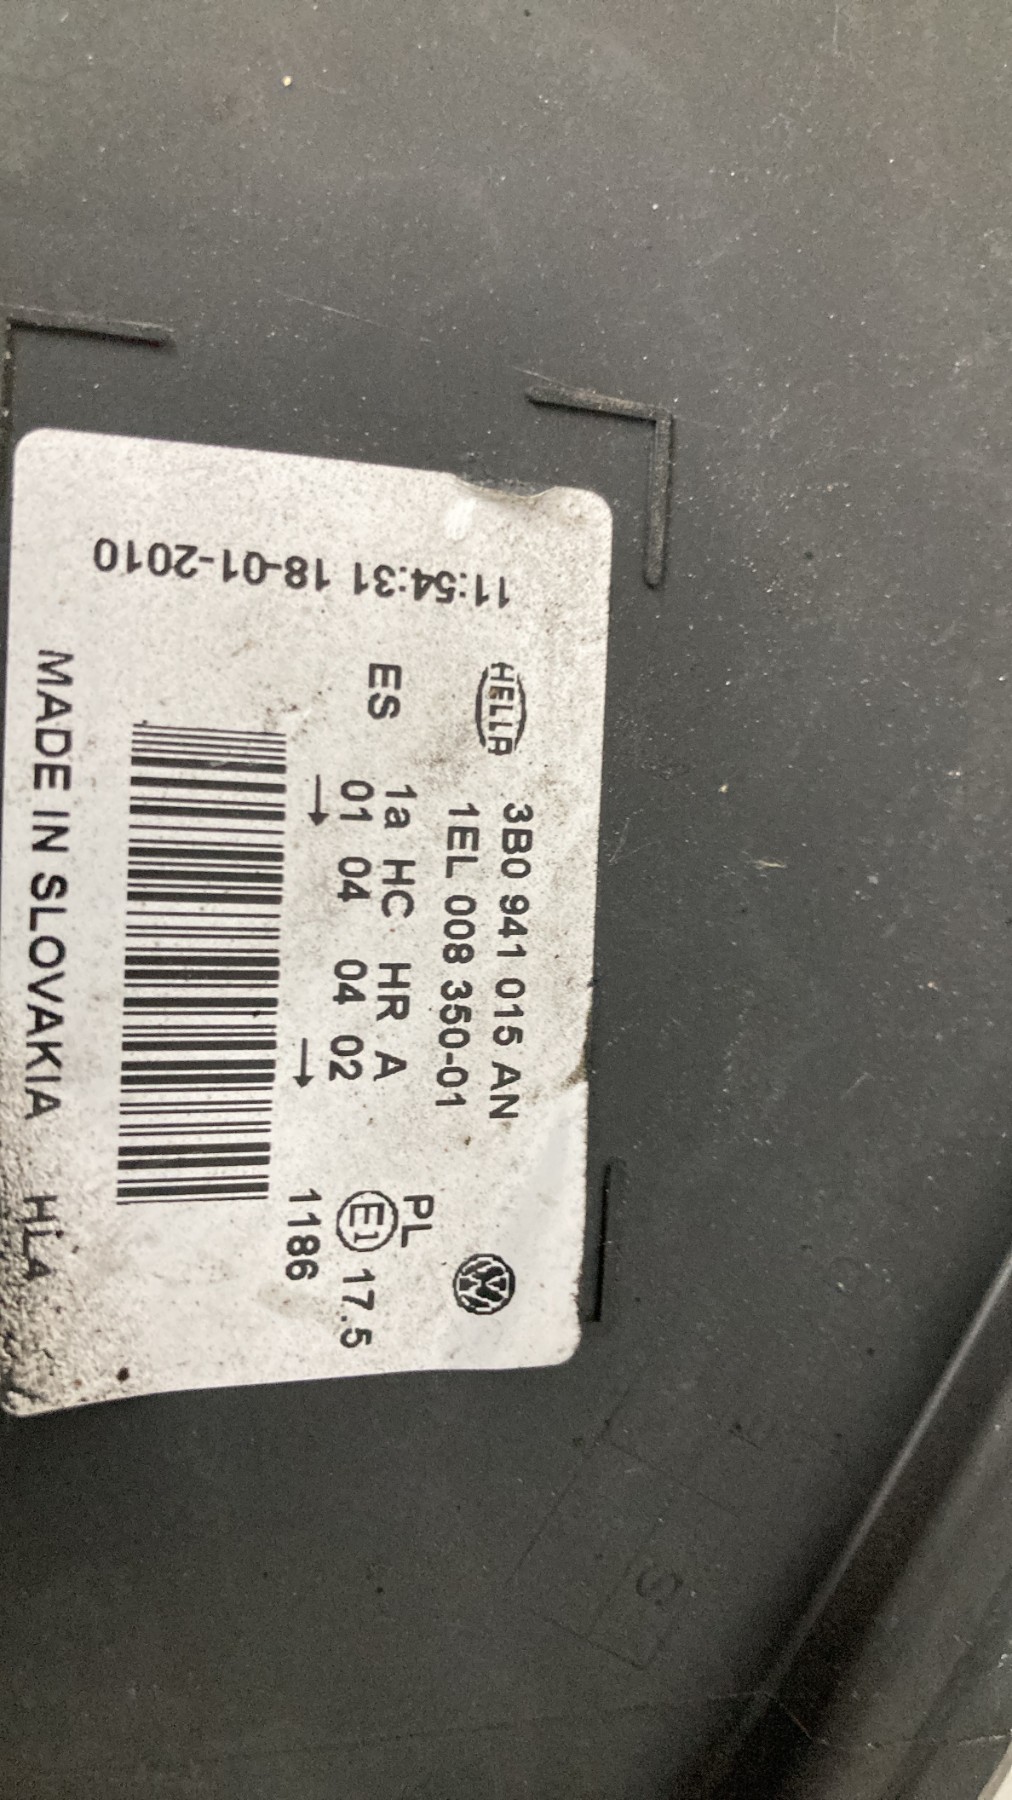 HELLA
3B0 941 015 AN
1EL 008 350-01
ES
1a HC HR A
01 04 04 02
→ →
PL
E1 17.5
1186
MADE IN SLOVAKIA HL4
11:54:31 18-01-2010